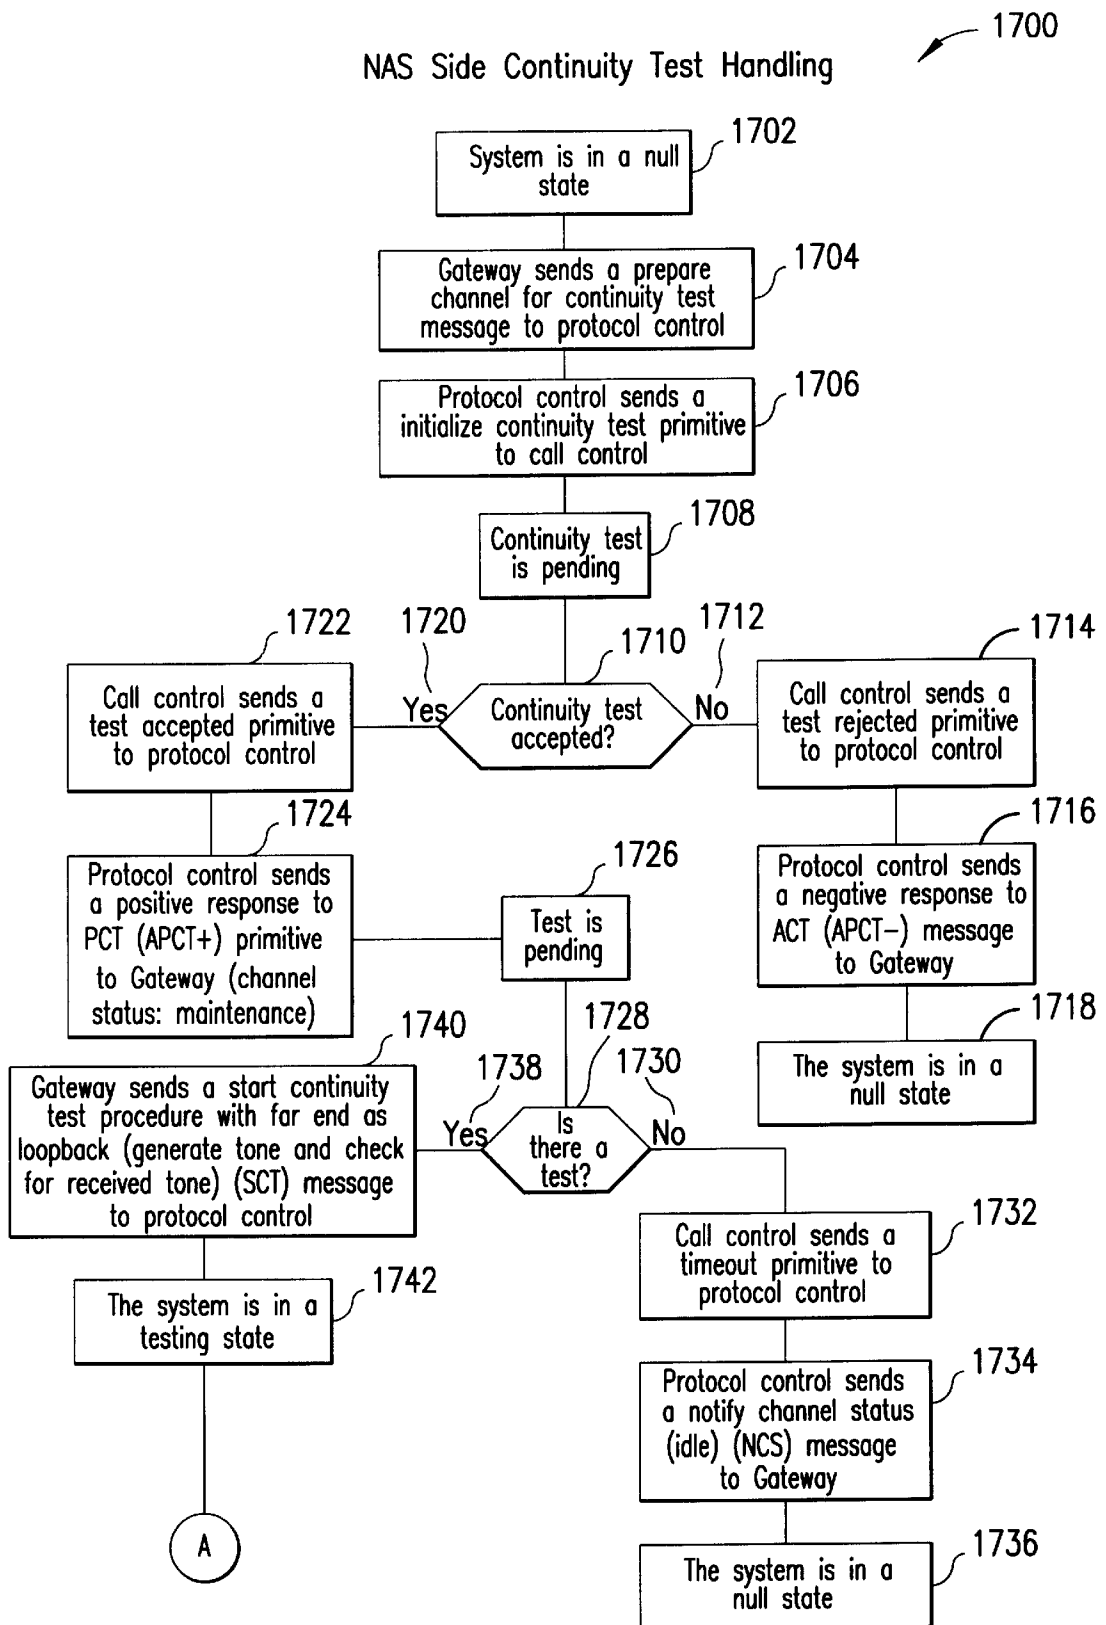 1700
NAS Side Continuity Test Handling
1702
System is in a null
state
1704
Gateway sends a prepare
channel for continuity test
message to protocol control
1706
Protocol control sends a
initialize continuity test primitive
to call control
1708
Continuity test
is pending
1722
1720
1710
1712
1714
Call control sends a
test accepted primitive
to protocol control
Yes
Continuity test
accepted?
No
Call control sends a
test rejected primitive
to protocol control
1724
Protocol control sends
a positive response to
PCT (APCT+) primitive
to Gateway (channel
status: maintenance)
1726
Test is
pending
1716
Protocol control sends
a negative response to
ACT (APCT–) message
to Gateway
1718
The system is in a
null state
1740
Gateway sends a start continuity
test procedure with far end as
loopback (generate tone and check
for received tone) (SCT) message
to protocol control
1738
1728
1730
Yes
Is
there a
test?
No
1732
Call control sends a
timeout primitive to
protocol control
1742
The system is in a
testing state
1734
Protocol control sends
a notify channel status
(idle) (NCS) message
to Gateway
A
1736
The system is in a
null state